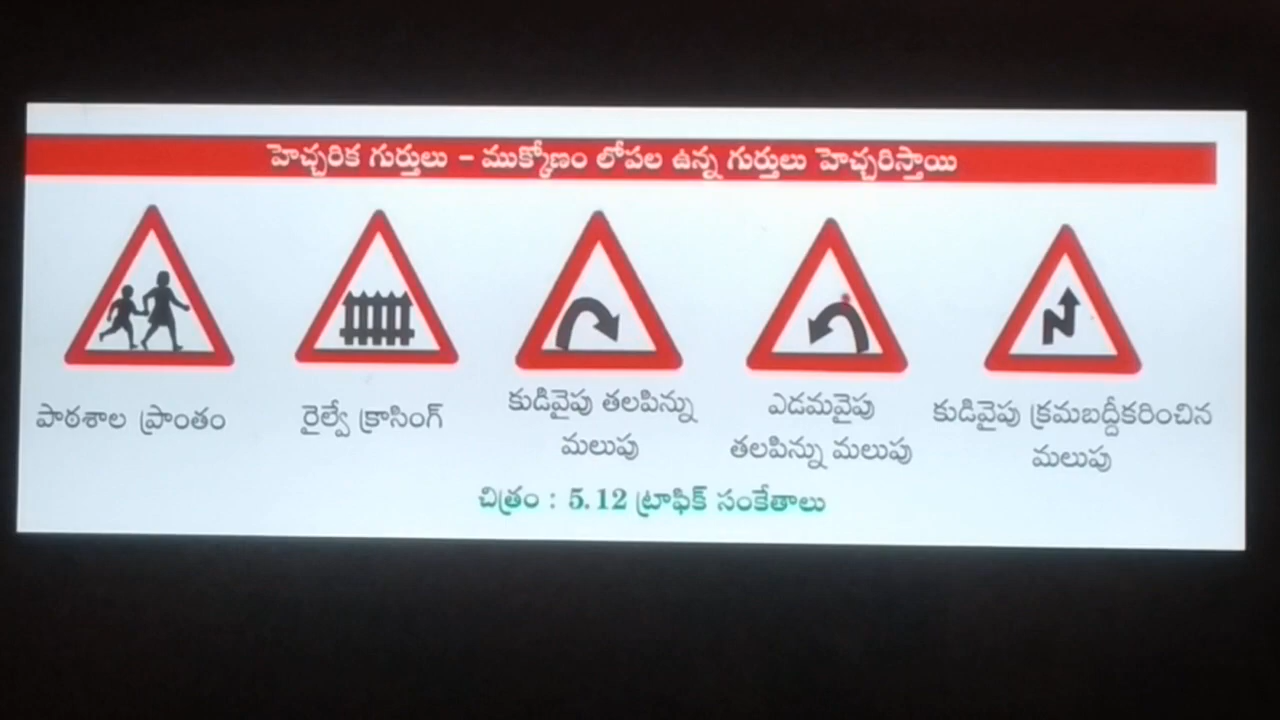 హెచ్చరిక గుర్తులు – ముక్కోణం లోపల ఉన్న గుర్తులు హెచ్చరిస్తాయి
పాఠశాల ప్రాంతం
రైల్వే క్రాసింగ్
కుడివైపు తలపిన్ను
మలుపు
ఎడమవైపు
తలపిన్ను మలుపు
కుడివైపు క్రమబద్దీకరించిన
మలుపు
చిత్రం : 5.12 ట్రాఫిక్ సంకేతాలు